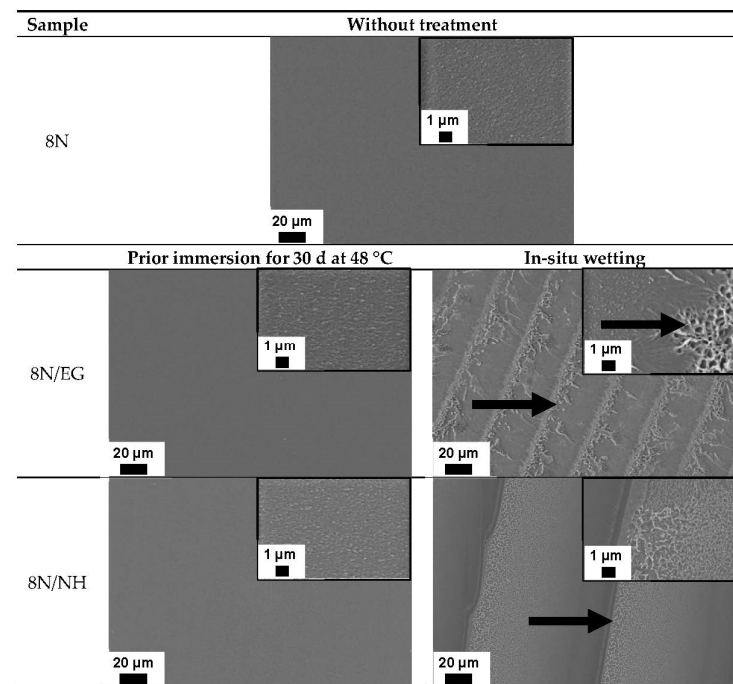 Sample Without treatment
1 µm
8N
20 µm
Prior immersion for 30 d at 48 °C In-situ wetting
1 µm 1 µm
8N/EG
20 µm 20 µm
1 µm 1 µm
8N/NH
20 µm 20 µm